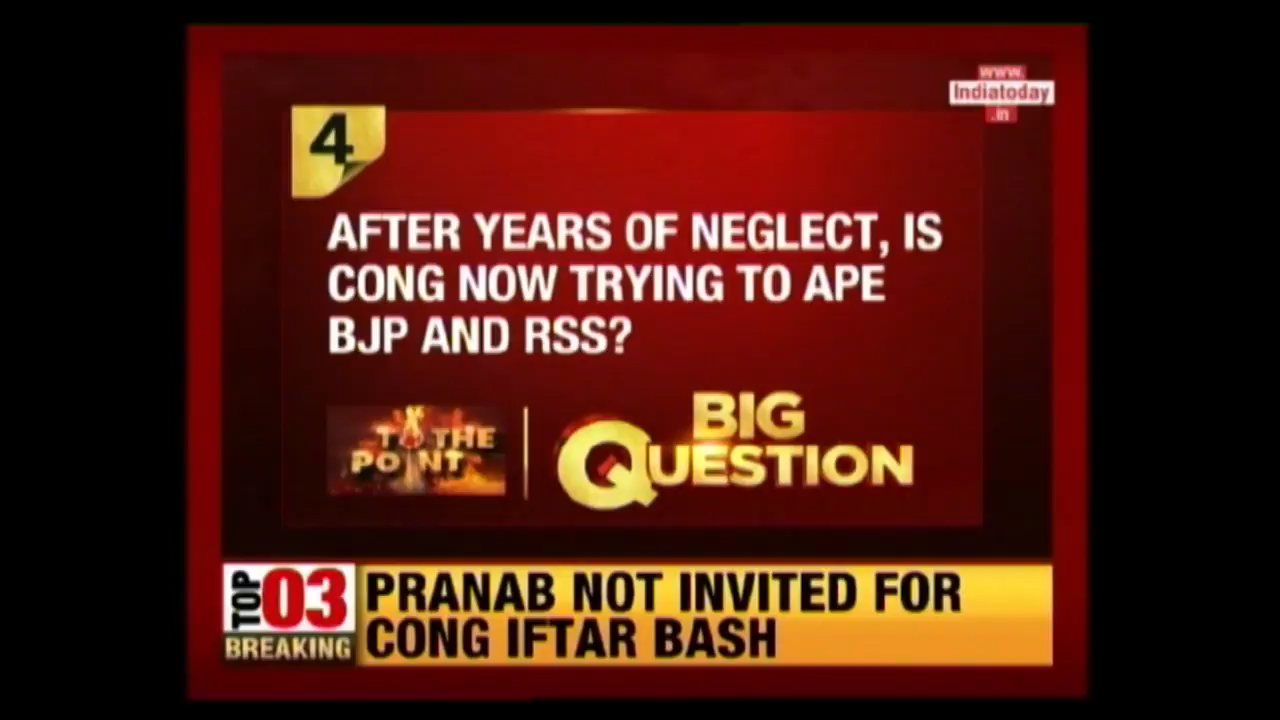 www.
Indiatoday
.in
4
AFTER YEARS OF NEGLECT, IS
CONG NOW TRYING TO APE
BJP AND RSS?
TO THE
POINT
BIG
QUESTION
TOP 03
BREAKING
PRANAB NOT INVITED FOR
CONG IFTAR BASH